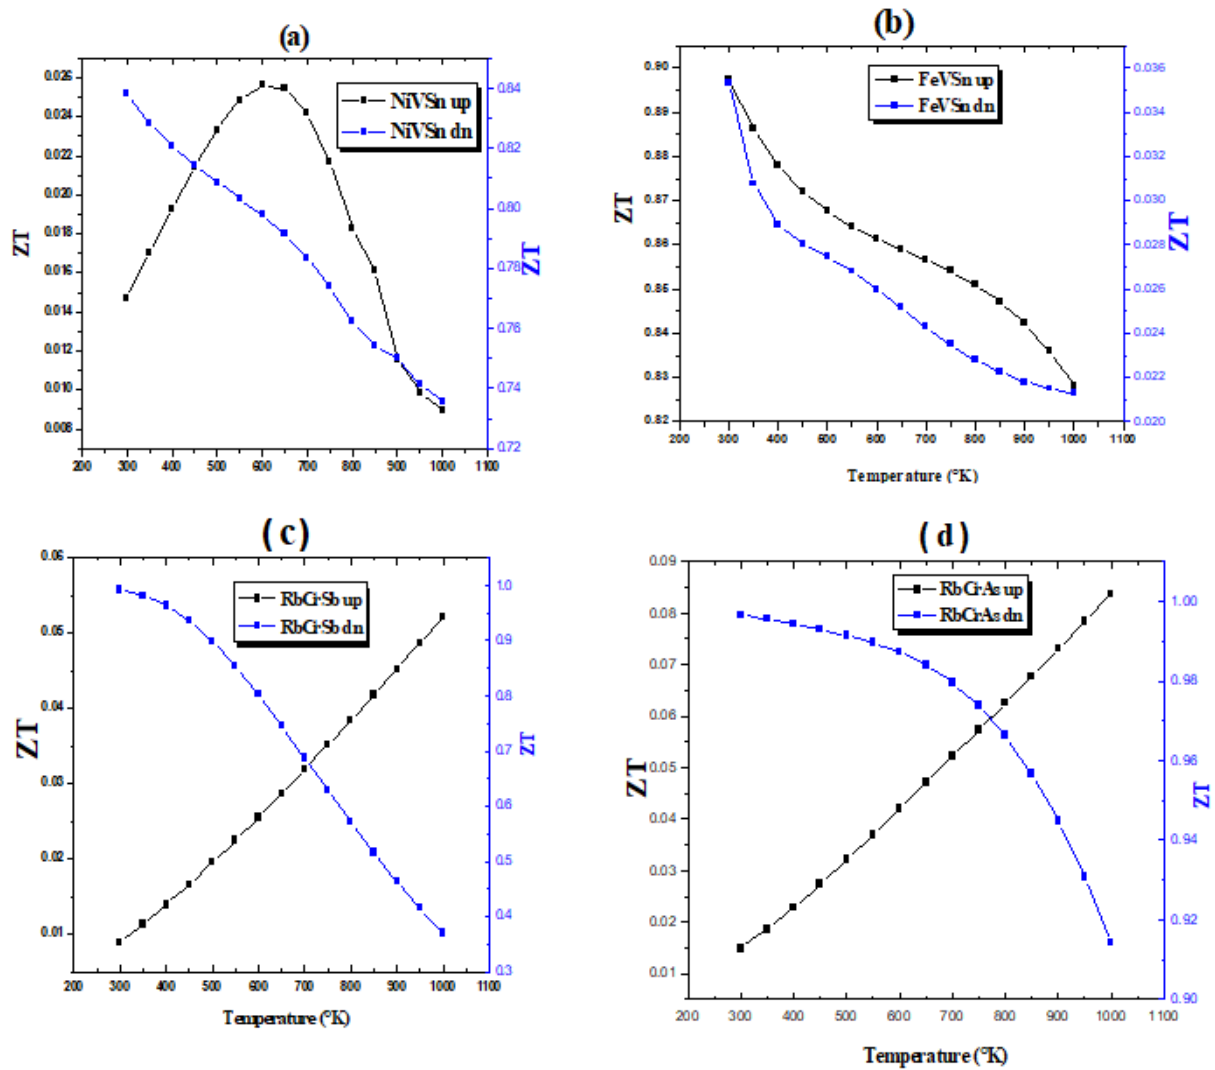 (a)
NiVSn up
NiVSn dn
ZT
0.026
0.024
0.022
0.020
0.018
0.016
0.014
0.012
0.010
0.008
0.84
0.82
0.80
0.78
0.76
0.74
0.72
ZT
200 300 400 500 600 700 800 900 1000 1100
(b)
FeVSn up
FeVSn dn
ZT
0.90
0.89
0.88
0.87
0.86
0.85
0.84
0.83
0.82
0.036
0.034
0.032
0.030
0.028
0.026
0.024
0.022
0.020
ZT
200 300 400 500 600 700 800 900 1000 1100
Temperature (°K)
(c)
RbCrSb up
RbCrSb dn
ZT
0.06
0.05
0.04
0.03
0.02
0.01
1.0
0.9
0.8
0.7
0.6
0.5
0.4
0.3
ZT
200 300 400 500 600 700 800 900 1000 1100
Temperature (°K)
(d)
RbCrAs up
RbCrAs dn
ZT
0.09
0.08
0.07
0.06
0.05
0.04
0.03
0.02
0.01
1.00
0.98
0.96
0.94
0.92
0.90
ZT
200 300 400 500 600 700 800 900 1000 1100
Temperature (°K)